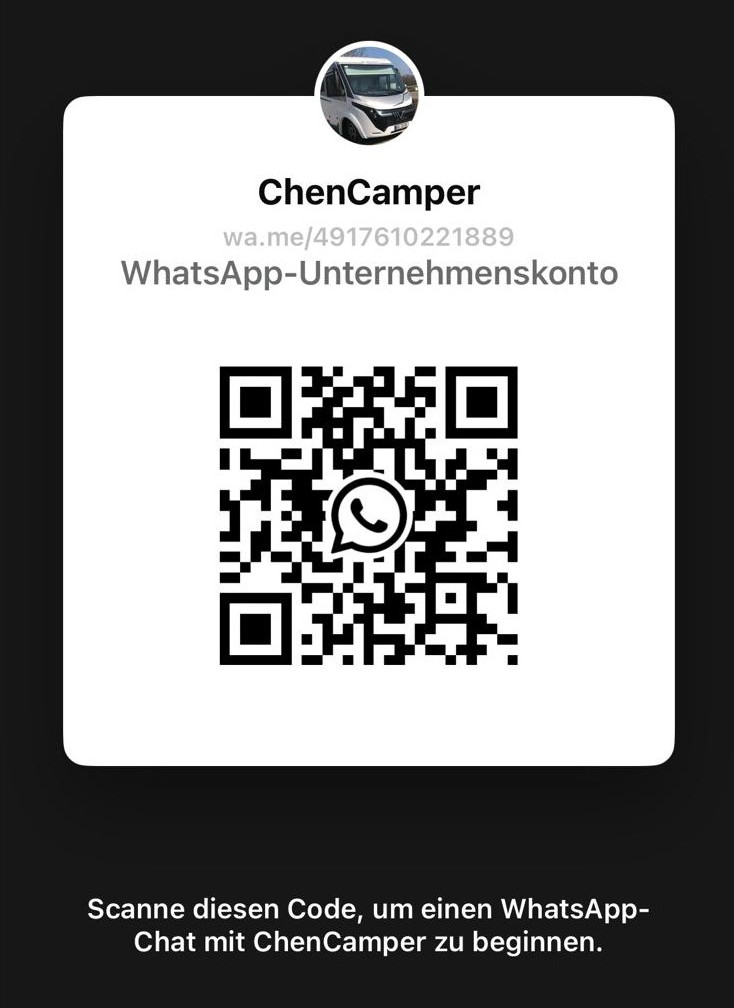 ChenCamper
wa.me/4917610221889
WhatsApp-Unternehmenskonto
Scanne diesen Code, um einen WhatsApp-
Chat mit ChenCamper zu beginnen.